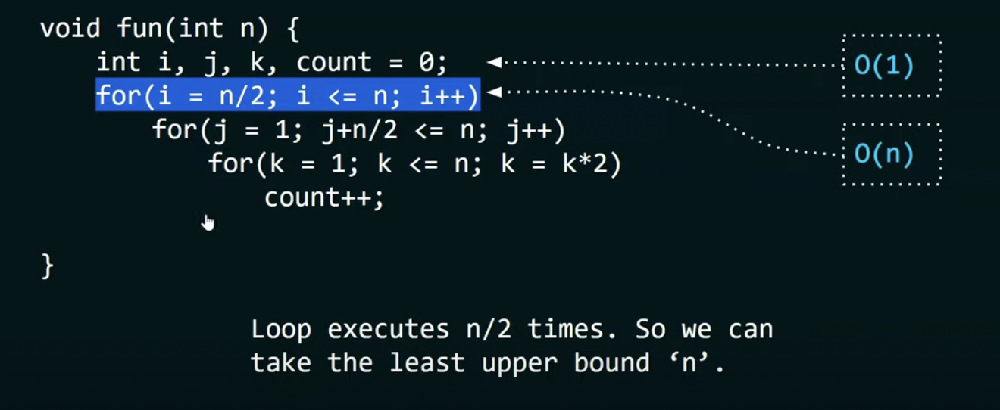 void fun(int n) {
int i, j, k, count = 0;
O(1)
for(i = n/2; i <= n; i++)
for(j = 1; j+n/2 <= n; j++)
O(n)
for(k = 1; k <= n; k = k*2)
count++;
}
Loop executes n/2 times. So we can
take the least upper bound ‘n’.